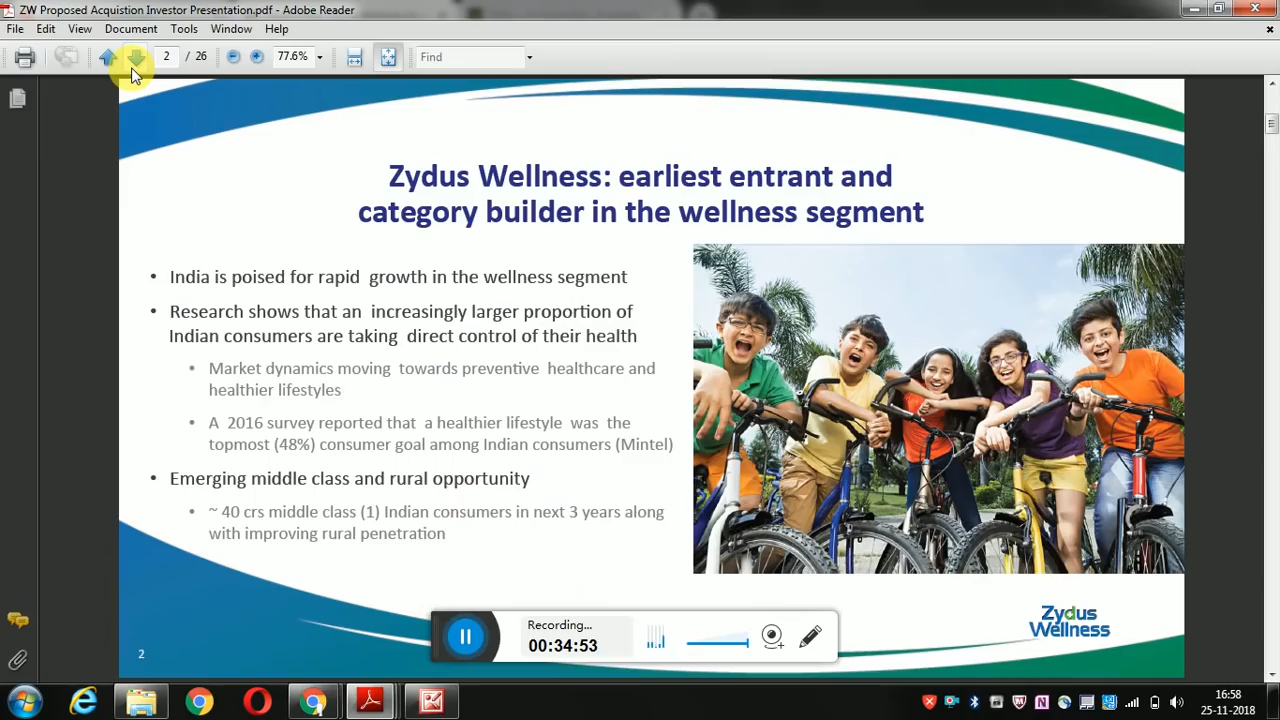 ZW Proposed Acquistion Investor Presentation.pdf - Adobe Reader
File Edit View Document Tools Window Help
2 / 26 77.6% Find
Zydus Wellness: earliest entrant and
category builder in the wellness segment
• India is poised for rapid growth in the wellness segment
• Research shows that an increasingly larger proportion of
Indian consumers are taking direct control of their health
• Market dynamics moving towards preventive healthcare and
healthier lifestyles
• A 2016 survey reported that a healthier lifestyle was the
topmost (48%) consumer goal among Indian consumers (Mintel)
• Emerging middle class and rural opportunity
• ~ 40 crs middle class (1) Indian consumers in next 3 years along
with improving rural penetration
Recording...
00:34:53
Zydus
Wellness
2
16:58
25-11-2018